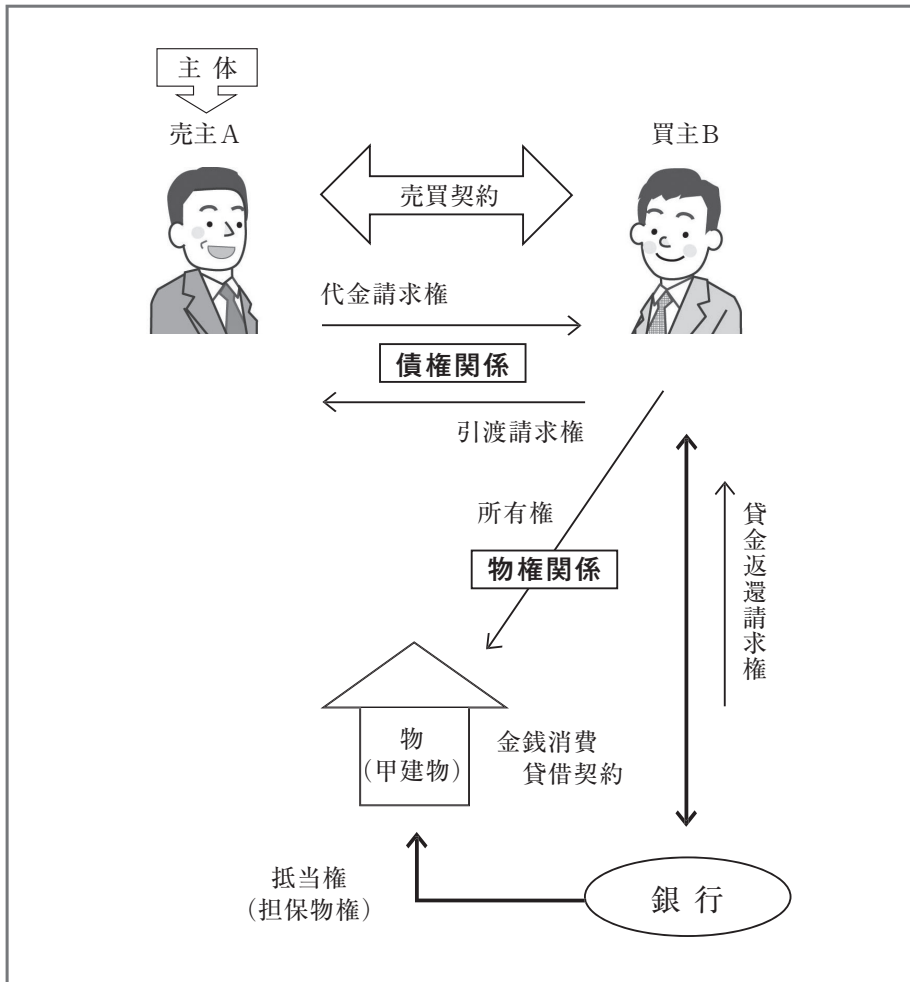 主体
売主A
買主B
売買契約
代金請求権
債権関係
引渡請求権
所有権
物権関係
貸金返還請求権
物
（甲建物）
金銭消費
貸借契約
抵当権
（担保物権）
銀行